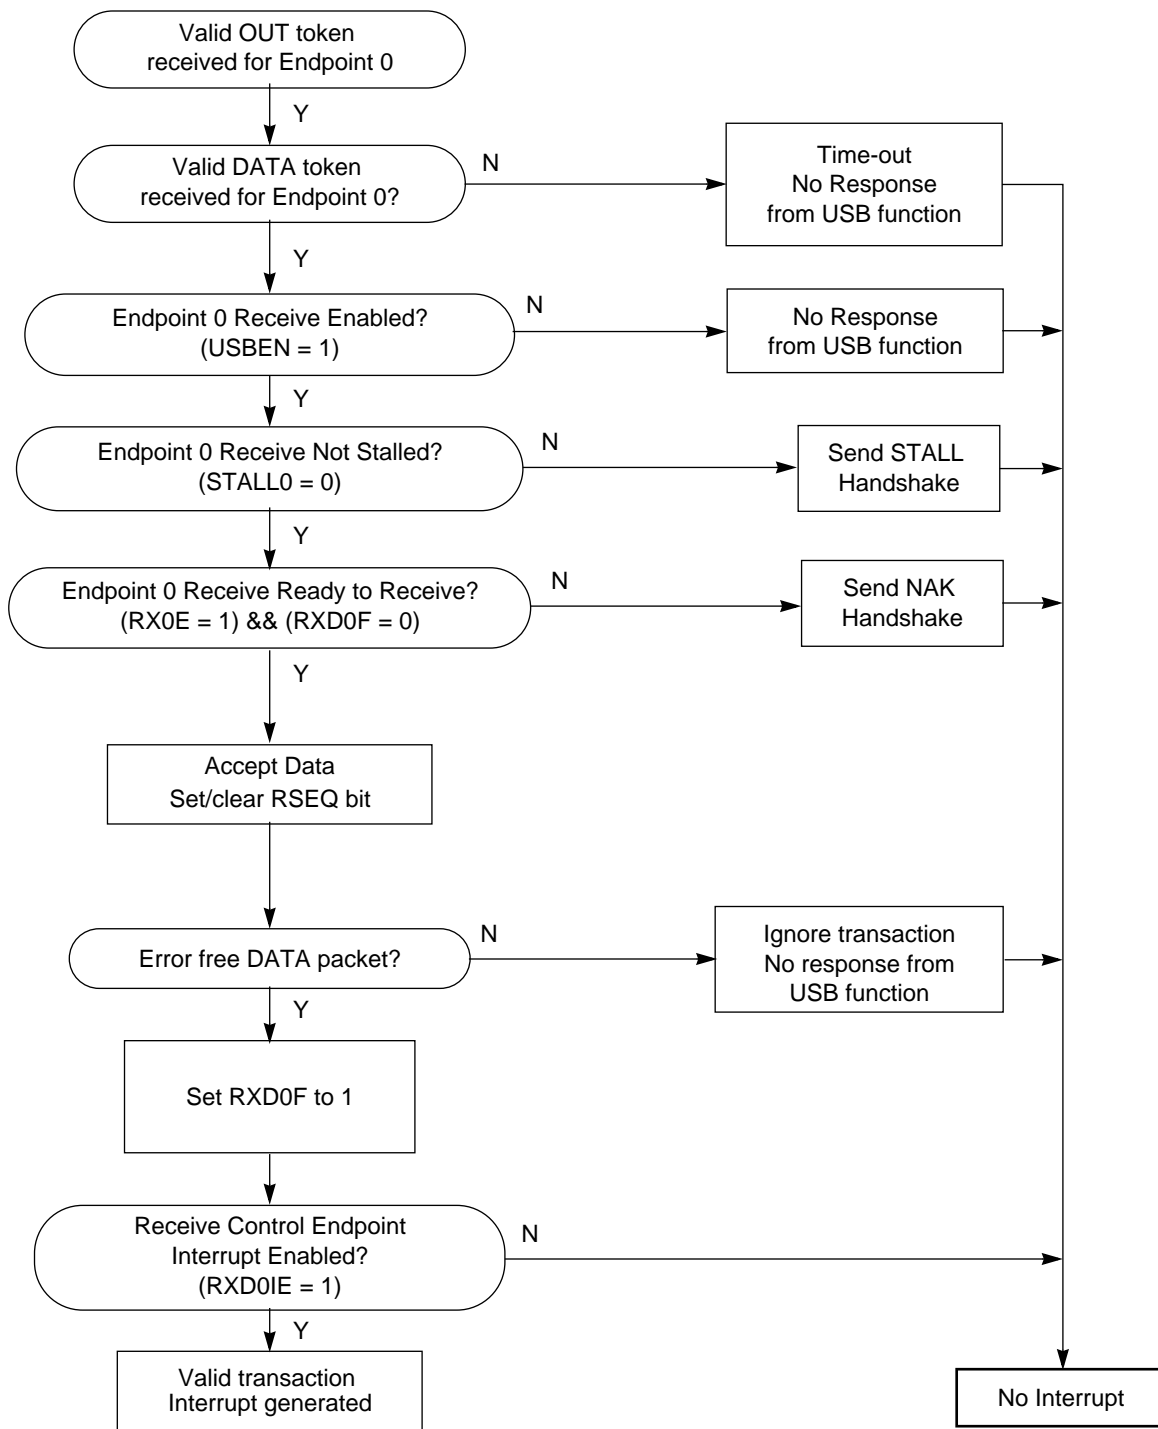 Valid OUT token
received for Endpoint 0
Y
Valid DATA token
received for Endpoint 0?
N
Time-out
No Response
from USB function
Y
Endpoint 0 Receive Enabled?
(USBEN = 1)
N
No Response
from USB function
Y
Endpoint 0 Receive Not Stalled?
(STALL0 = 0)
N
Send STALL
Handshake
Y
Endpoint 0 Receive Ready to Receive?
(RX0E = 1) && (RXD0F = 0)
N
Send NAK
Handshake
Y
Accept Data
Set/clear RSEQ bit
Error free DATA packet?
N
Ignore transaction
No response from
USB function
Y
Set RXD0F to 1
Receive Control Endpoint
Interrupt Enabled?
(RXD0IE = 1)
N
Y
Valid transaction
Interrupt generated
No Interrupt